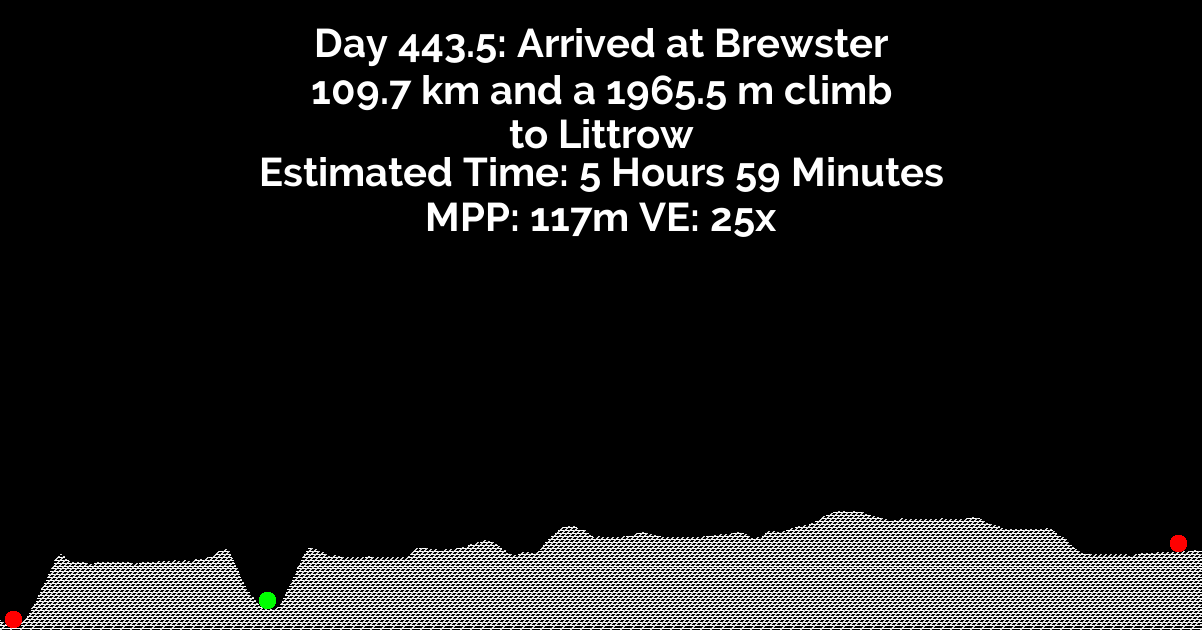 Day 443.5: Arrived at Brewster
109.7 km and a 1965.5 m climb
to Littrow
Estimated Time: 5 Hours 59 Minutes
MPP: 117m VE: 25x